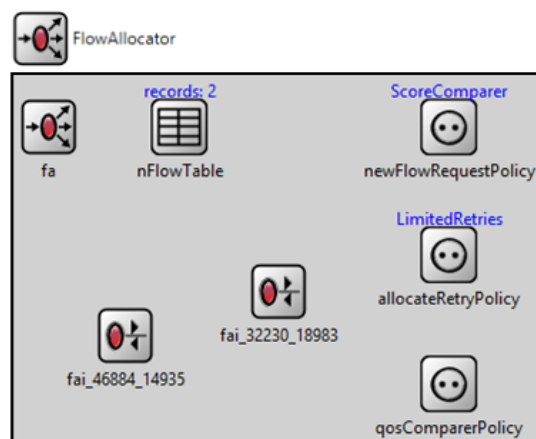 FlowAllocator
records: 2
ScoreComparer
fa
nFlowTable
newFlowRequestPolicy
LimitedRetries
allocateRetryPolicy
fai_32230_18983
fai_46884_14935
qosComparerPolicy